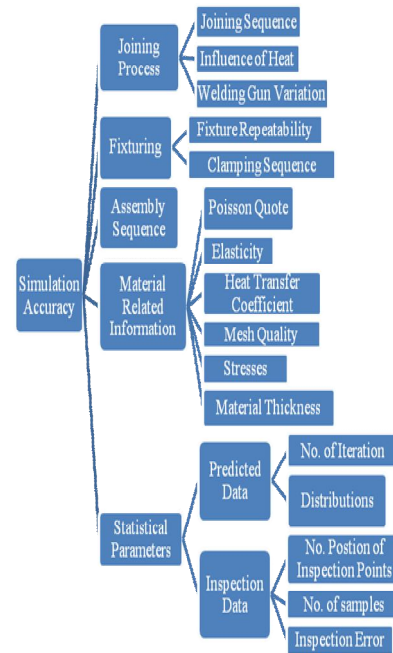 Joining Sequence
Joining
Process
Influence of Heat
Welding Gun Variation
Fixturing
Fixture Repeatability
Clamping Sequence
Assembly
Sequence
Simulation
Accuracy
Material
Related
Information
Poisson Quote
Elasticity
Heat Transfer
Coefficient
Mesh Quality
Stresses
Material Thickness
Statistical
Parameters
Predicted
Data
No. of Iteration
Distributions
Inspection
Data
No. Postion of
Inspection Points
No. of samples
Inspection Error